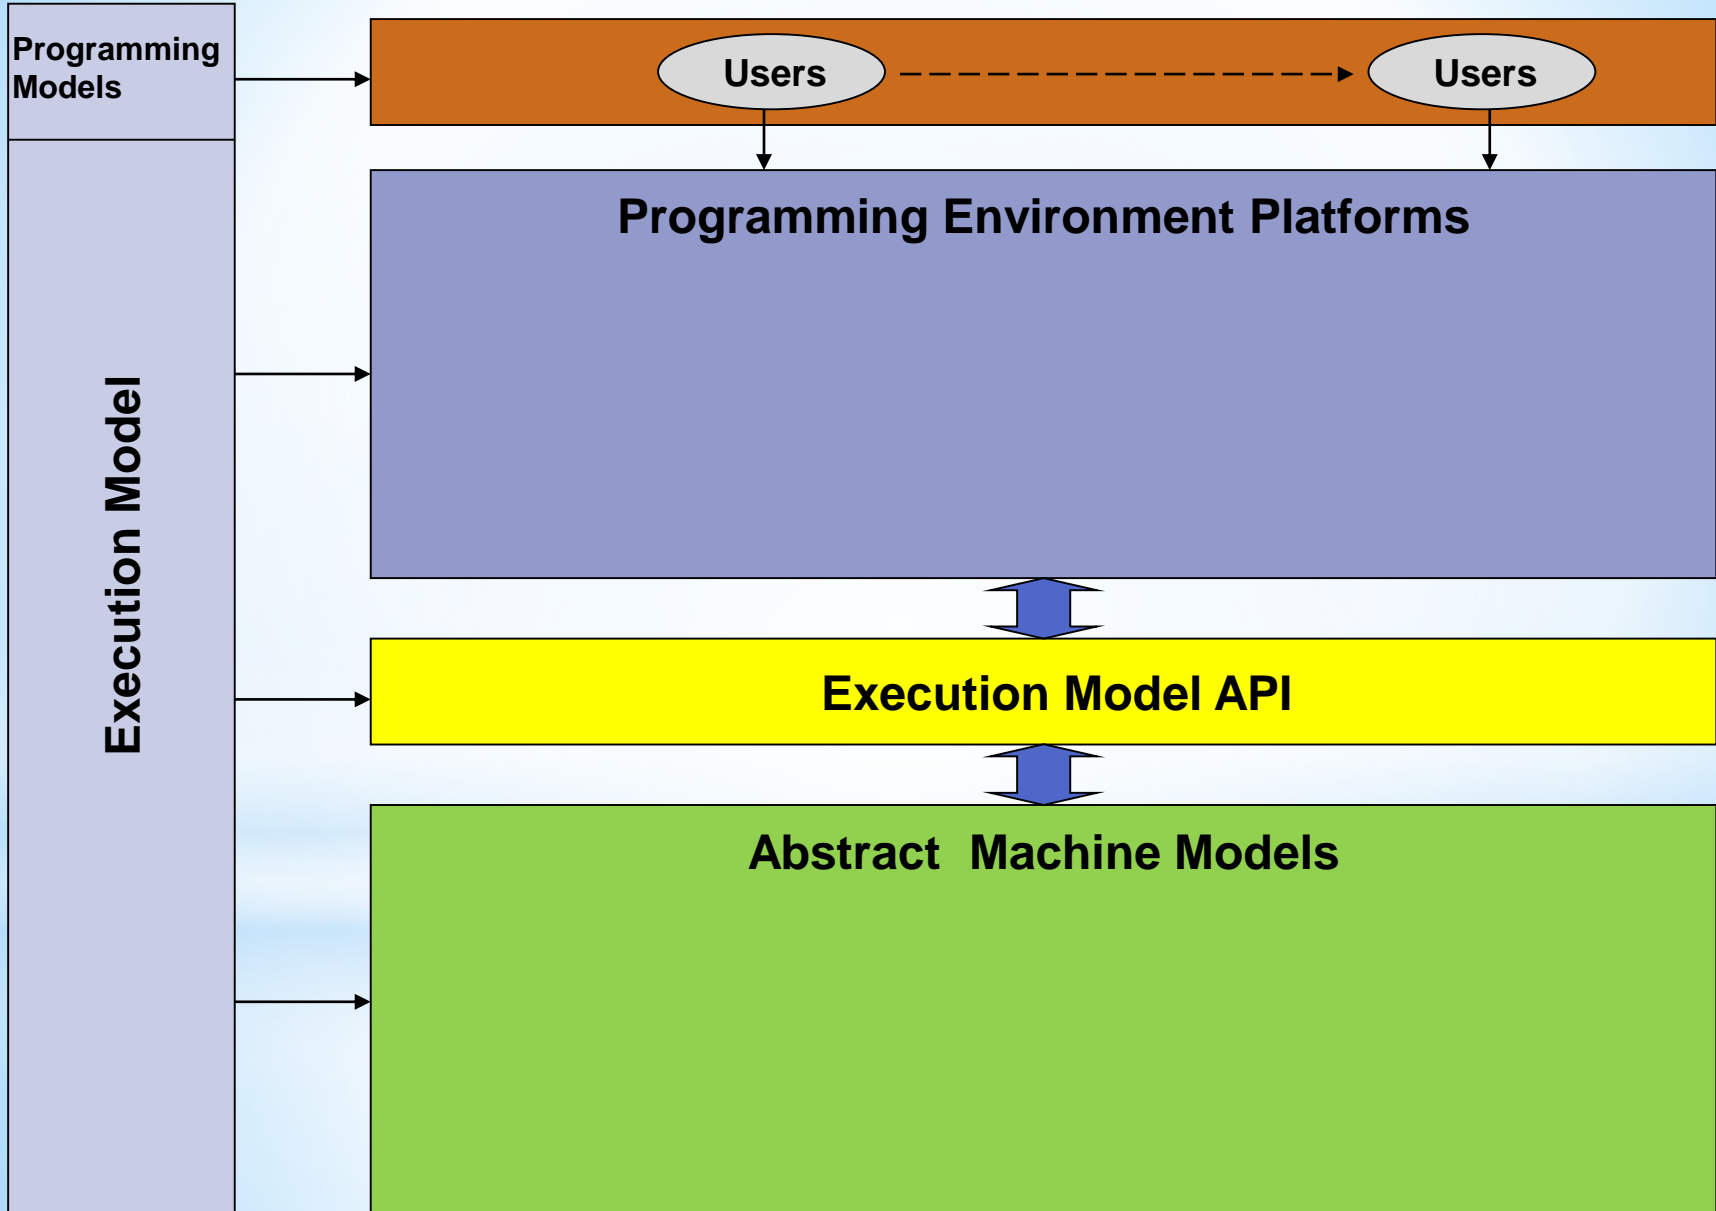 Programming
Models
Users
Users
Programming Environment Platforms
Execution Model
Execution Model API
Abstract  Machine Models